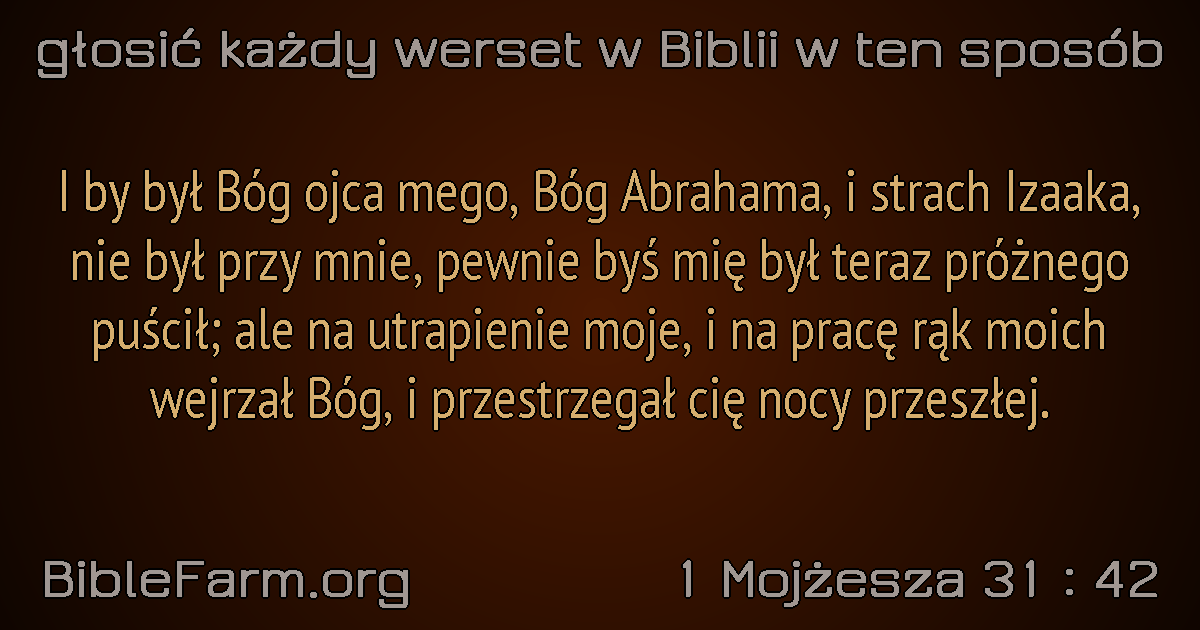 głosić każdy werset w Biblii w ten sposób
I by był Bóg ojca mego, Bóg Abrahama, i strach Izaaka,
nie był przy mnie, pewnie byś mię był teraz próżnego
puścił; ale na utrapienie moje, i na pracę rąk moich
wejrzał Bóg, i przestrzegał cię nocy przeszłej.
BibleFarm.org 1 Mojżesza 31 : 42